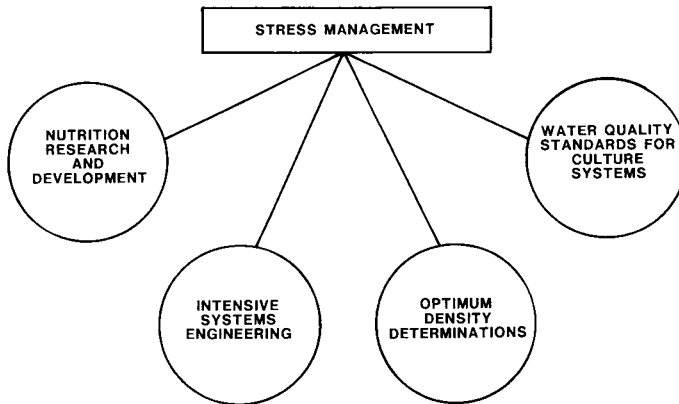 STRESS MANAGEMENT
NUTRITION
RESEARCH
AND
DEVELOPMENT
WATER QUALITY
STANDARDS FOR
CULTURE
SYSTEMS
INTENSIVE
SYSTEMS
ENGINEERING
OPTIMUM
DENSITY
DETERMINATIONS